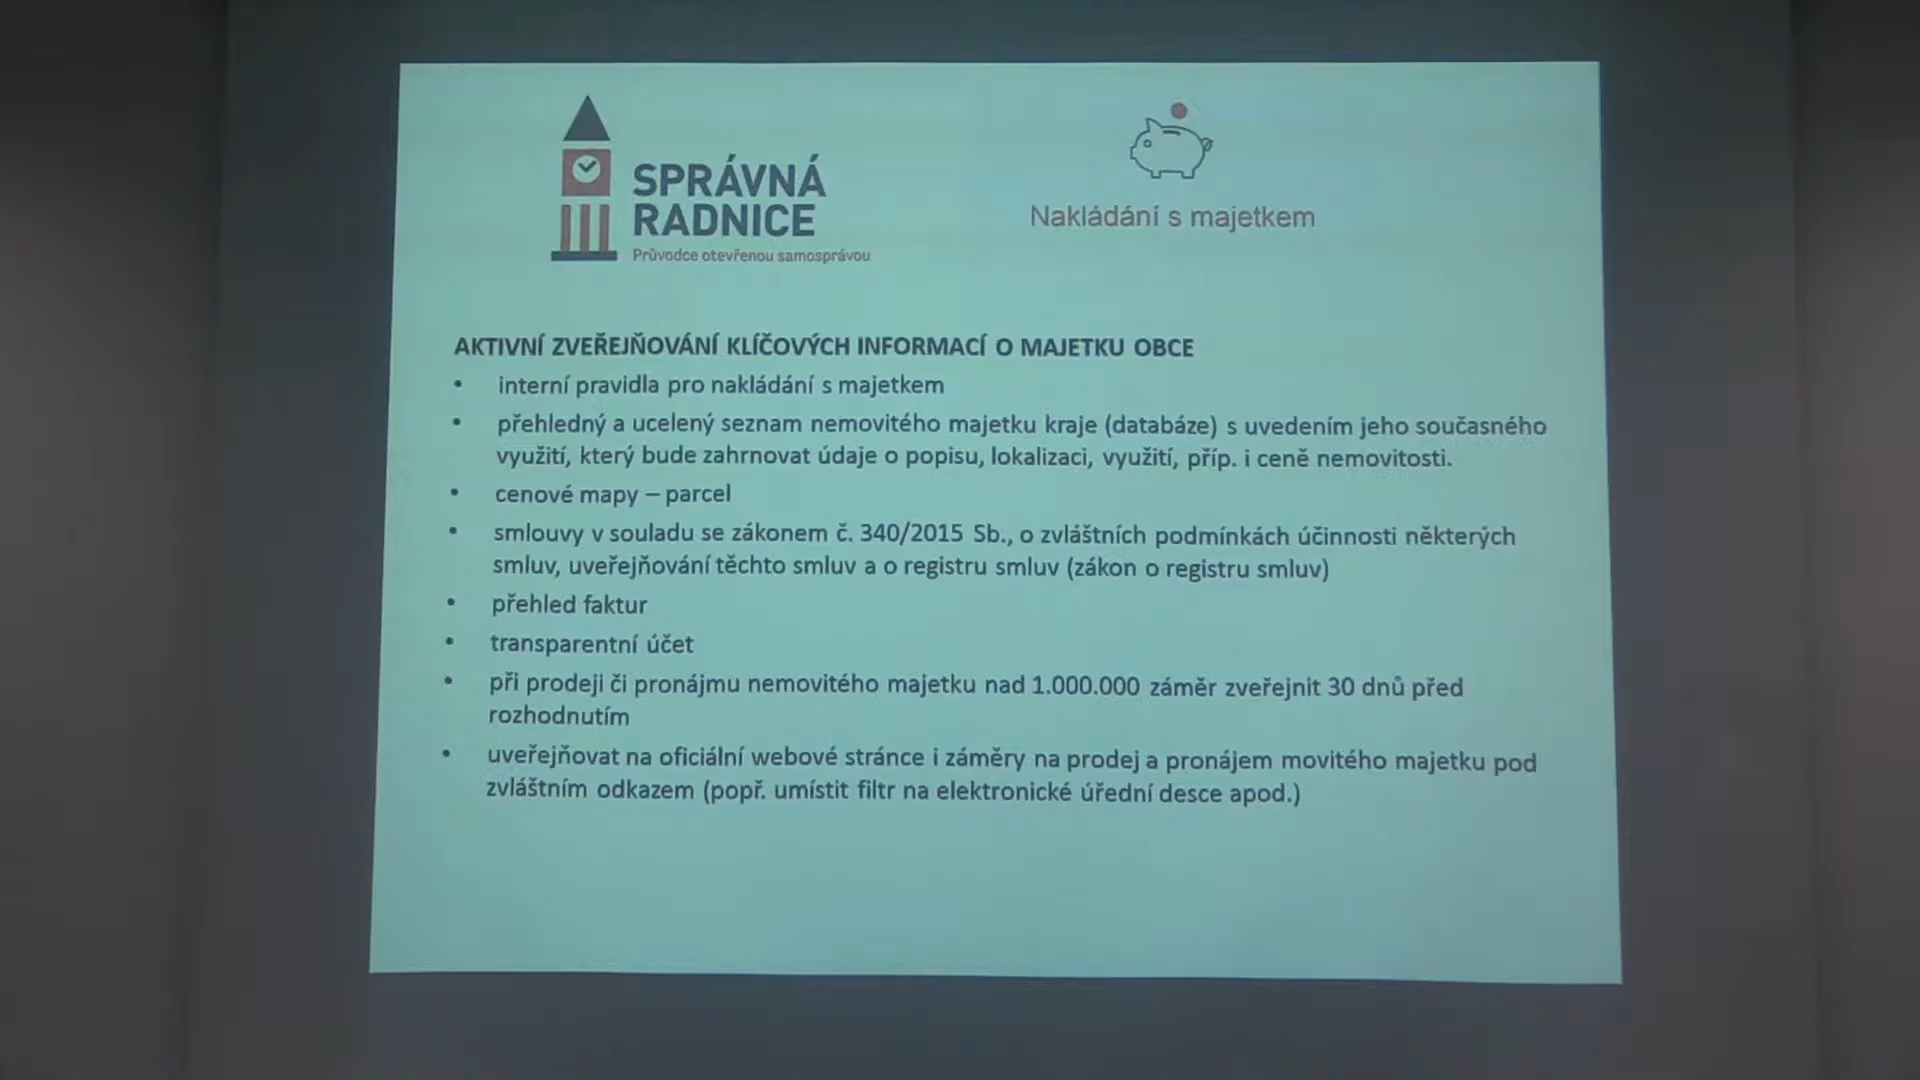 SPRÁVNÁ
RADNICE
Průvodce otevřenou samosprávou
Nakládání s majetkem
AKTIVNÍ ZVEŘEJŇOVÁNÍ KLÍČOVÝCH INFORMACÍ O MAJETKU OBCE
• interní pravidla pro nakládání s majetkem
• přehledný a ucelený seznam nemovitého majetku kraje (databáze) s uvedením jeho současného
využití, který bude zahrnovat údaje o popisu, lokalizaci, využití, příp. i ceně nemovitosti.
• cenové mapy – parcel
• smlouvy v souladu se zákonem č. 340/2015 Sb., o zvláštních podmínkách účinnosti některých
smluv, uveřejňování těchto smluv a o registru smluv (zákon o registru smluv)
• přehled faktur
• transparentní účet
• při prodeji či pronájmu nemovitého majetku nad 1.000.000 záměr zveřejnit 30 dnů před
rozhodnutím
• uveřejňovat na oficiální webové stránce i záměry na prodej a pronájem movitého majetku pod
zvláštním odkazem (popř. umístit filtr na elektronické úřední desce apod.)